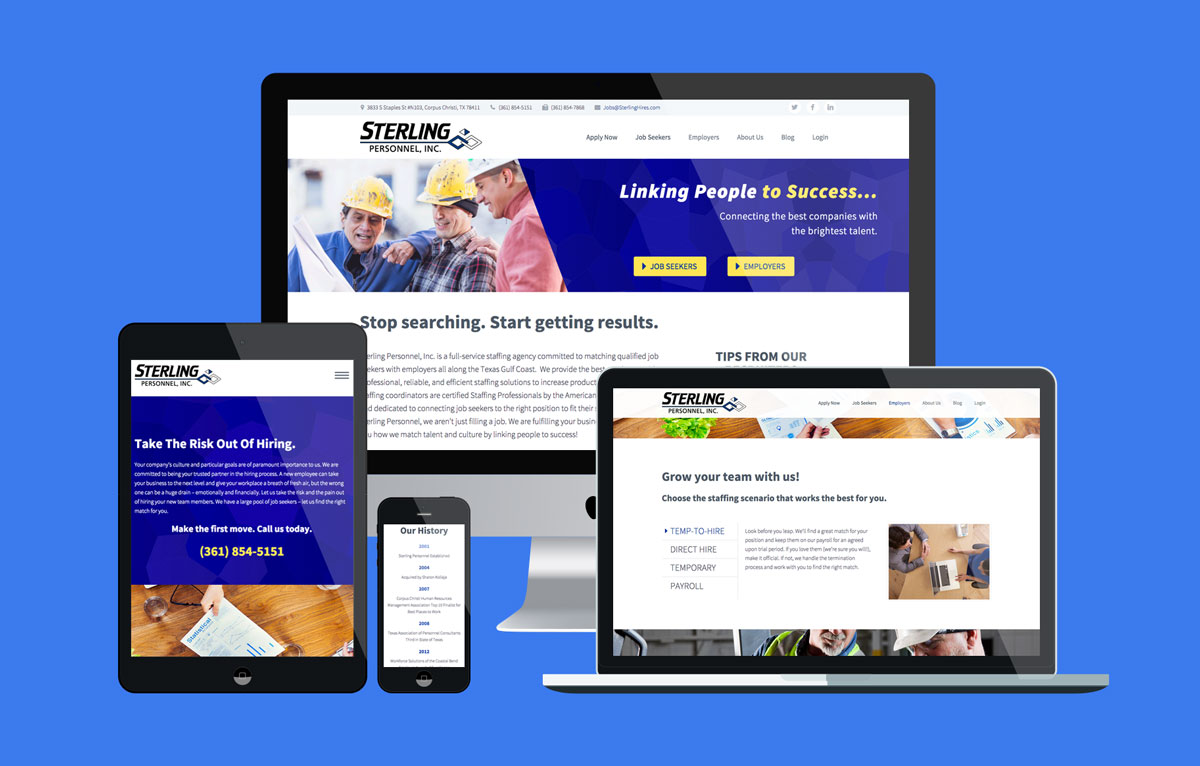 3833 S Staples St #N103, Corpus Christi, TX 78411 (361) 854-5151 (361) 854-7868 Jobs@SterlingHires.com
STERLING
PERSONNEL, INC.
Apply Now Job Seekers Employers About Us Blog Login
Linking People to Success...
Connecting the best companies with
the brightest talent.
JOB SEEKERS EMPLOYERS
Stop searching. Start getting results.
erling Personnel, Inc. is a full-service staffing agency committed to matching qualified job
ekers with employers all along the Texas Gulf Coast. We provide the best
ofessional, reliable, and efficient staffing solutions to increase product
affing coordinators are certified Staffing Professionals by the American
nd dedicated to connecting job seekers to the right position to fit their
erling Personnel, we aren't just filling a job. We are fulfilling your busine
ou how we match talent and culture by linking people to success!
TIPS FROM OUR
STERLING
PERSONNEL, INC.
Take The Risk Out Of Hiring.
Your company's culture and particular goals are of paramount importance to us. We are
committed to being your trusted partner in the hiring process. A new employee can take
your business to the next level and give your workplace a breath of fresh air, but the wrong
one can be a huge drain – emotionally and financially. Let us take the risk and the pain out
of hiring your new team members. We have a large pool of job seekers – let us find the right
match for you.
Make the first move. Call us today.
(361) 854-5151
Statistical
Our History
2001
Sterling Personnel Established
2004
Acquired by Sharon
2007
Corpus Christi Human Resources
Management Association Top 10 Finalist for
Best Places to Work
2008
Texas Association of Personnel Consultants
Third in State of Texas
2012
Workforce Solutions of the Coastal Bend
STERLING
PERSONNEL, INC.
Apply Now Job Seekers Employers About Us Blog Login
Grow your team with us!
Choose the staffing scenario that works the best for you.
TEMP-TO-HIRE
DIRECT HIRE
TEMPORARY
PAYROLL
Look before you leap. We'll find a great match for your
position and keep them on our payroll for an agreed
upon trial period. If you love them (we're sure you will),
make it official. If not, we handle the termination
process and work with you to find the right match.